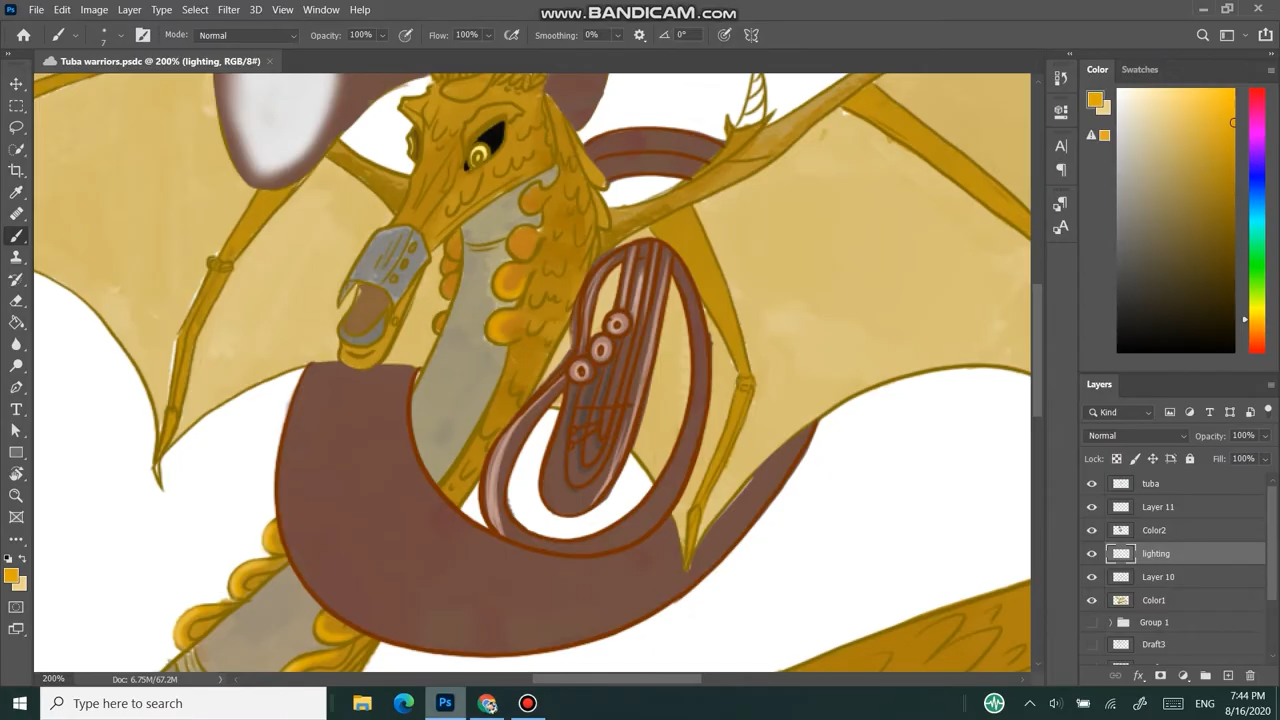 www.BANDICAM.com
Ps File Edit Image Layer Type Select Filter 3D View Window Help
7 Mode: Normal Opacity: 100% Flow: 100% Smoothing: 0% 0°
Tuba warriors.psdc @ 200% (lighting, RGB/8#) ×
Color Swatches
Layers
Kind
Normal Opacity: 100%
Lock: Fill: 100%
tuba
Layer 11
Color2
lighting
Layer 10
Color1
Group 1
Draft3
200% Doc: 6.75M/67.2M
Type here to search
Ps
7:44 PM
8/16/2020